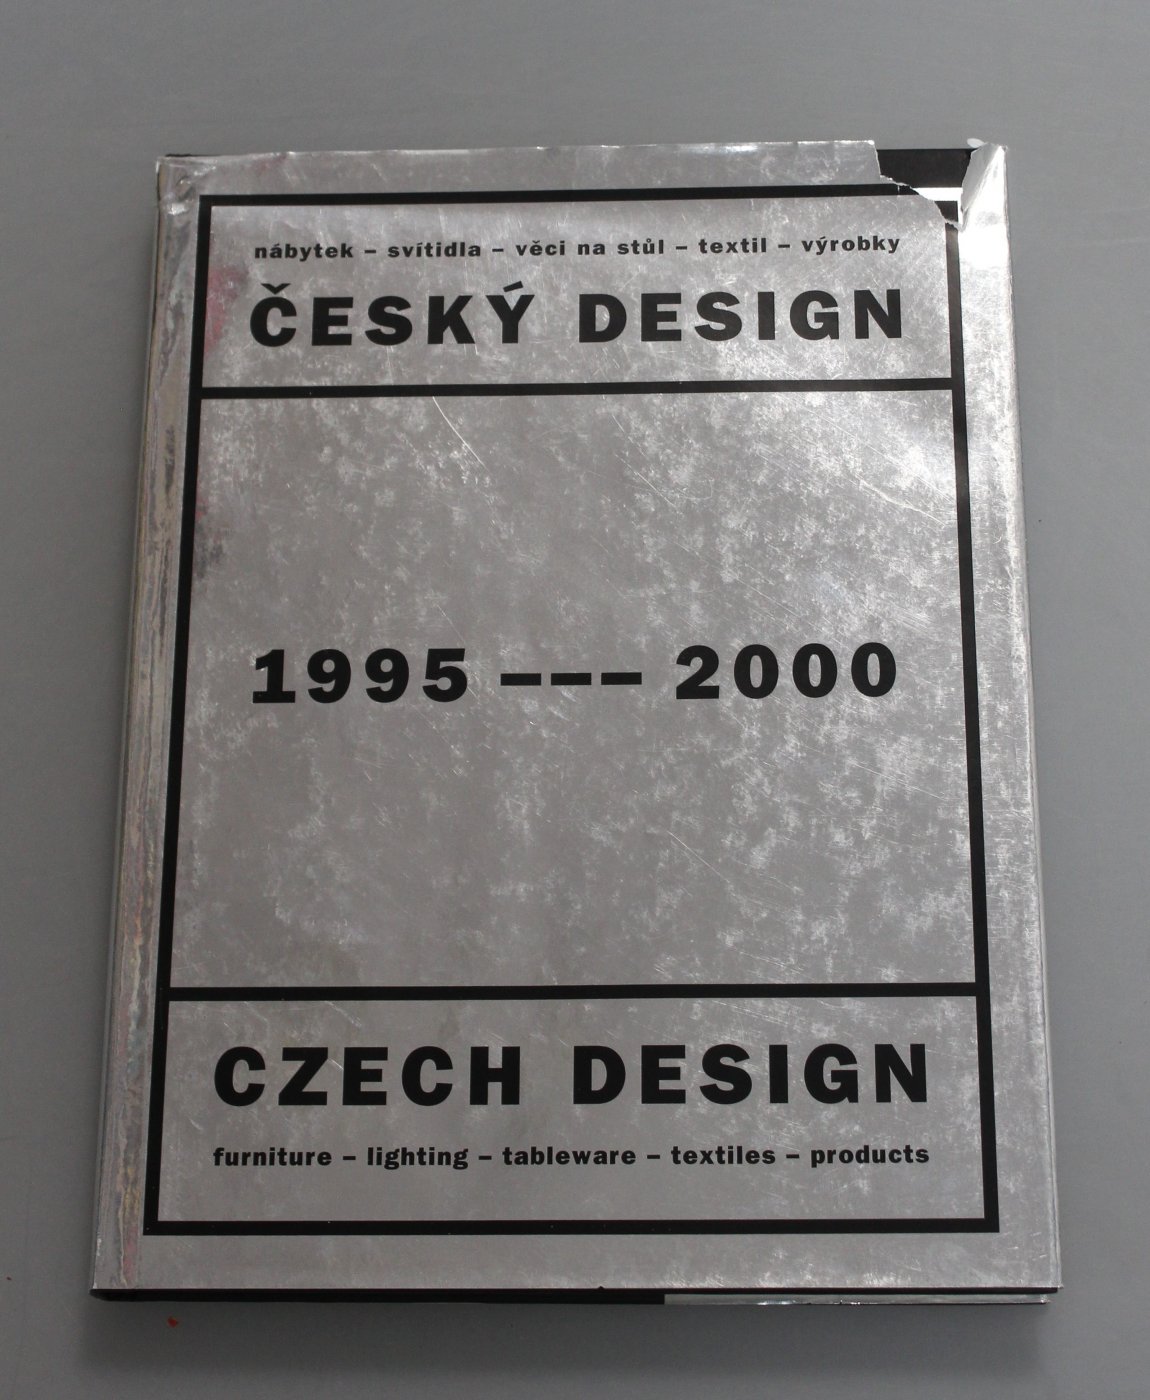 nábytek – svítidla – věci na stůl – textil – výrobky
ČESKÝ DESIGN
1995 ––– 2000
CZECH DESIGN
furniture – lighting – tableware – textiles – products